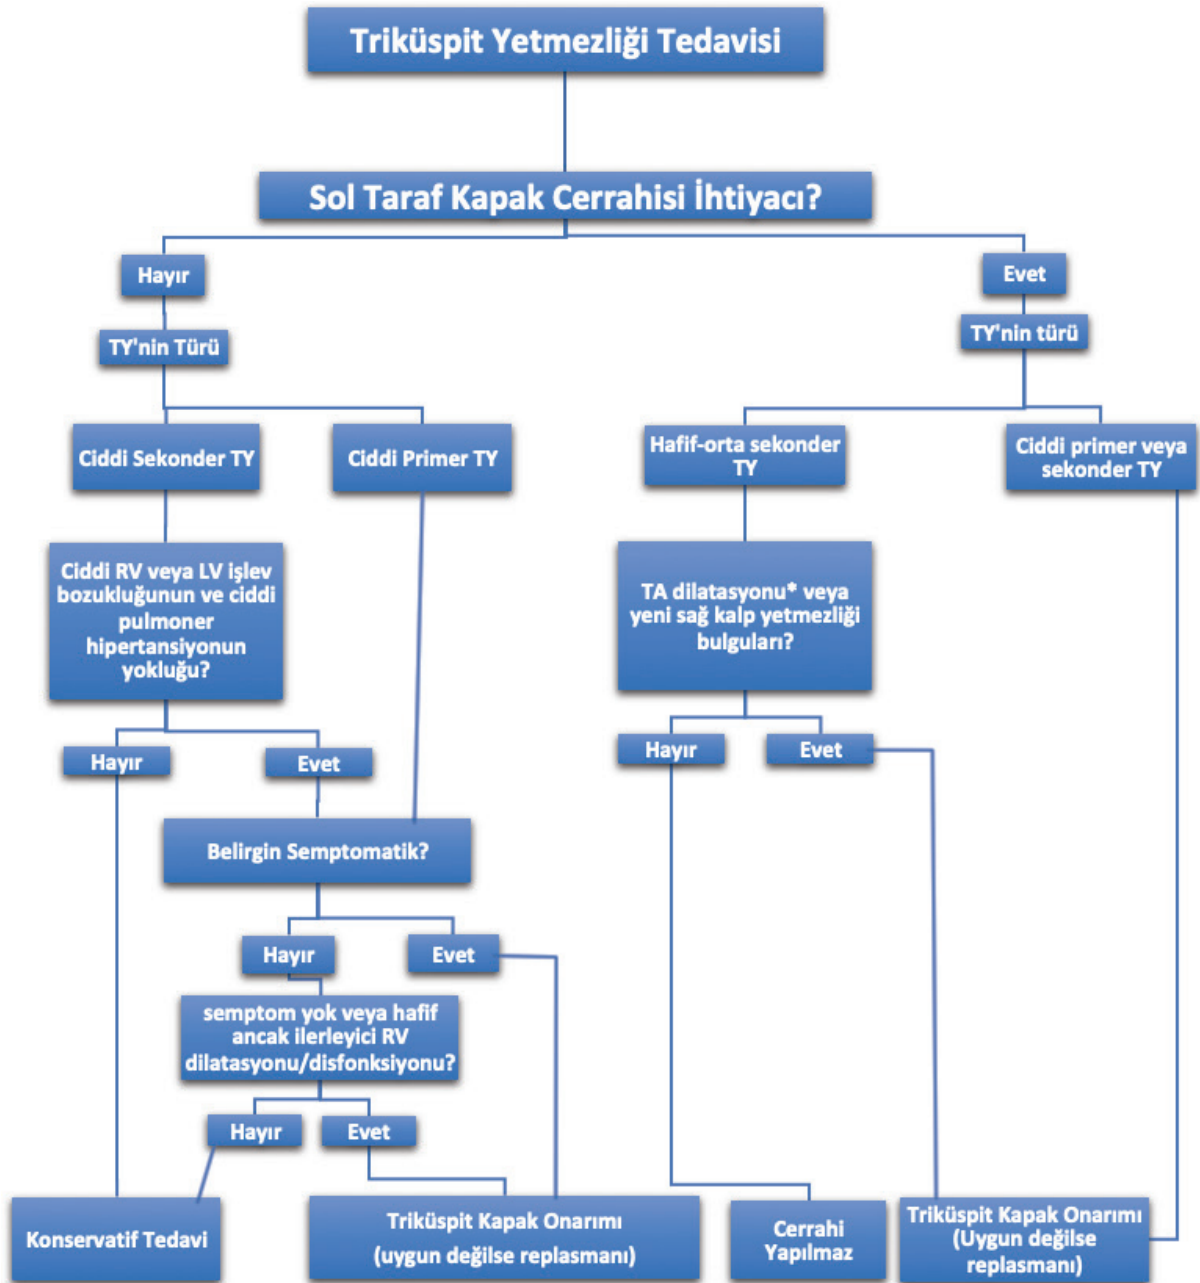 Triküspit Yetmezliği Tedavisi
Sol Taraf Kapak Cerrahisi İhtiyacı?
Hayır
Evet
TY'nin Türü
TY'nin türü
Ciddi Sekonder TY
Ciddi Primer TY
Hafif-orta sekonder
TY
Ciddi primer veya
sekonder TY
Ciddi RV veya LV işlev
bozukluğunun ve ciddi
pulmoner
hipertansiyonun
yokluğu?
TA dilatasyonu* veya
yeni sağ kalp yetmezliği
bulguları?
Hayır
Evet
Hayır
Evet
Belirgin Semptomatik?
Hayır
Evet
semptom yok veya hafif
ancak ilerleyici RV
dilatasyonu/disfonksiyonu?
Hayır
Evet
Konservatif Tedavi
Triküspit Kapak Onarımı
(uygun değilse replasmanı)
Cerrahi
Yapılmaz
Triküspit Kapak Onarımı
(Uygun değilse
replasmanı)